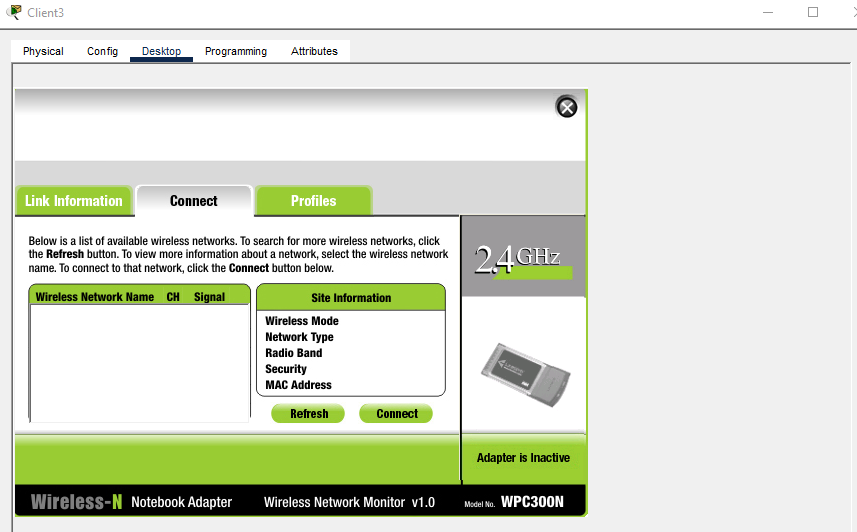 Client3
Physical Config Desktop Programming Attributes
Link Information Connect Profiles
Below is a list of available wireless networks. To search for more wireless networks, click
the Refresh button. To view more information about a network, select the wireless network
name. To connect to that network, click the Connect button below.
2.4GHz
Wireless Network Name CH Signal
Site Information
Wireless Mode
Network Type
Radio Band
Security
MAC Address
Refresh Connect
Adapter is Inactive
Wireless-N Notebook Adapter Wireless Network Monitor v1.0 Model No. WPC300N